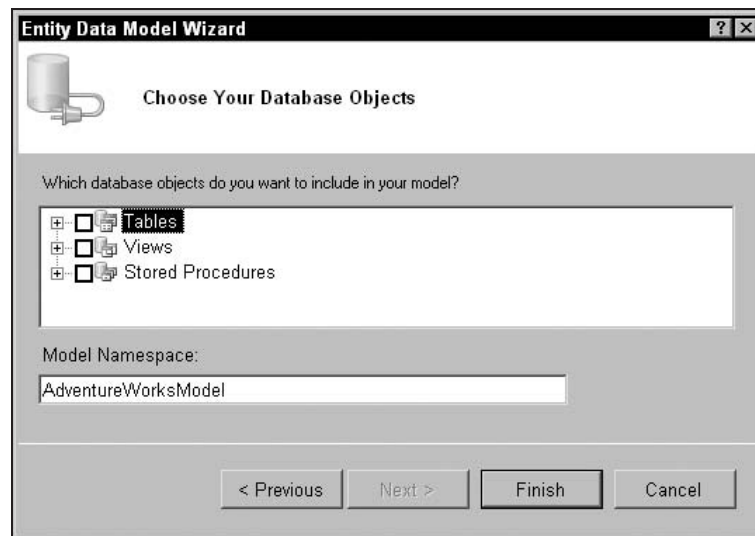 Entity Data Model Wizard
Choose Your Database Objects
Which database objects do you want to include in your model?
Tables
Views
Stored Procedures
Model Namespace:
AdventureWorksModel
< Previous
Next >
Finish
Cancel